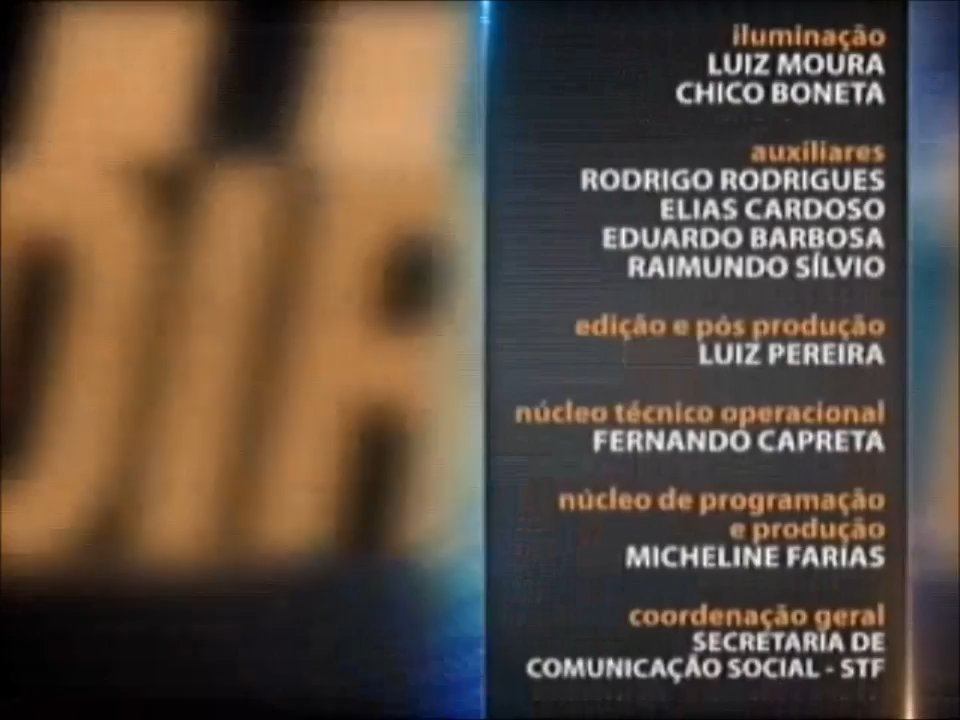 DIA
iluminação
LUIZ MOURA
CHICO BONETA
auxiliares
RODRIGO RODRIGUES
ELIAS CARDOSO
EDUARDO BARBOSA
RAIMUNDO SÍLVIO
edição e pós produção
LUIZ PEREIRA
núcleo técnico operacional
FERNANDO CAPRETA
núcleo de programação
e produção
MICHELINE FARIAS
coordenação geral
SECRETARIA DE
COMUNICAÇÃO SOCIAL - STF